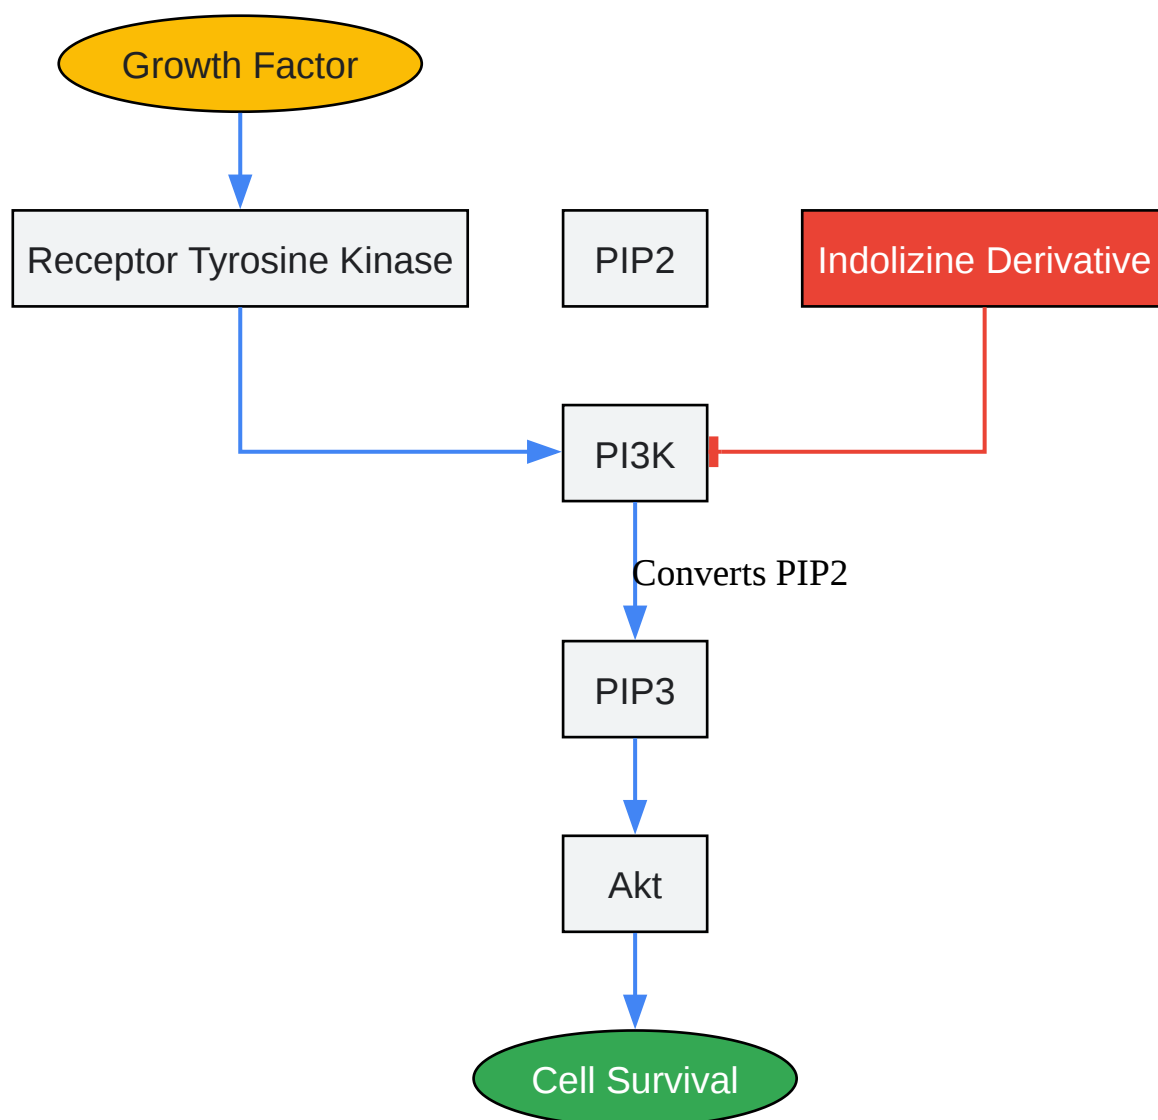 Growth Factor
Receptor Tyrosine Kinase
PIP2
Indolizine Derivative
PI3K
Converts PIP2
PIP3
Akt
Cell Survival